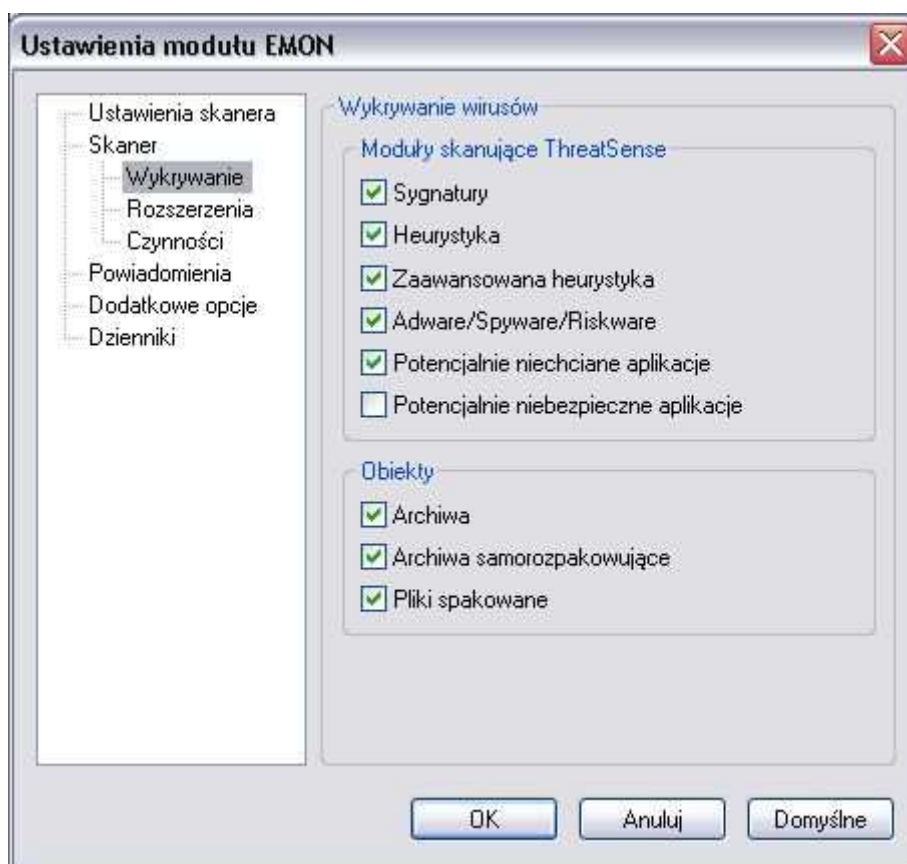 Ustawienia modułu EMON
Ustawienia skanera
Skaner
Wykrywanie
Rozszerzenia
Czynności
Powiadomienia
Dodatkowe opcje
Dzienniki
Wykrywanie wirusów
Moduły skanujące ThreatSense
Sygnatury
Heurystyka
Zaawansowana heurystyka
Adware/Spyware/Riskware
Potencjalnie niechciane aplikacje
Potencjalnie niebezpieczne aplikacje
Obiekty
Archiwa
Archiwa samorozpakowujące
Pliki spakowane
OK
Anuluj
Domyślne